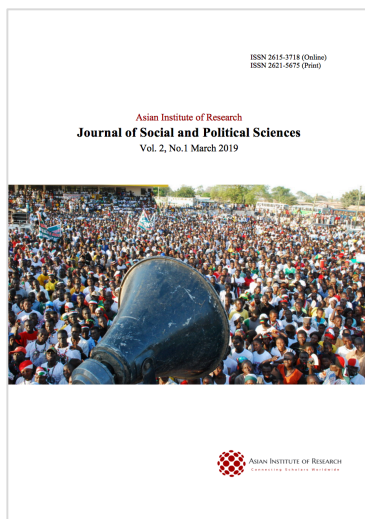 ISSN 2615-3718 (Online)
ISSN 2621-5675 (Print)
Asian Institute of Research
Journal of Social and Political Sciences
Vol. 2, No.1 March 2019
ASIAN INSTITUTE OF RESEARCH
Connecting Scholars Worldwide